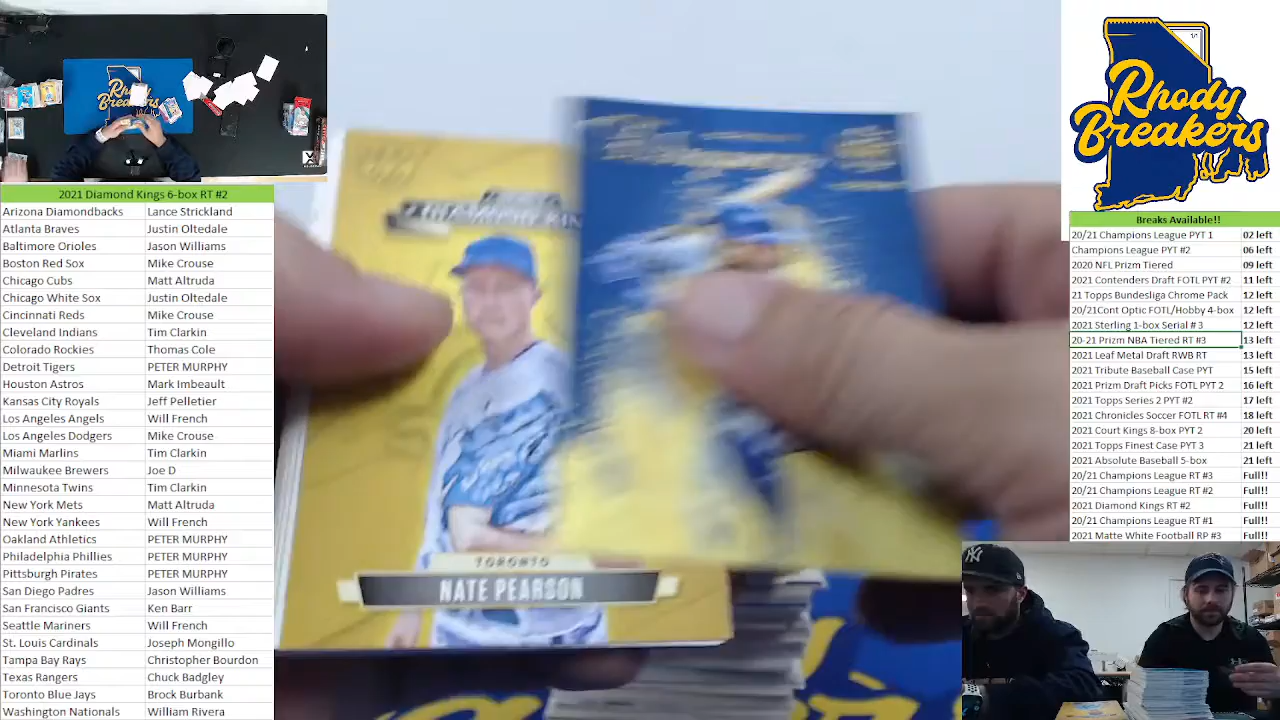 2021 Diamond Kings 6-box RT #2
Arizona Diamondbacks Lance Strickland
Atlanta Braves Justin Oltedale
Baltimore Orioles Jason Williams
Boston Red Sox Mike Crouse
Chicago Cubs Matt Altruda
Chicago White Sox Justin Oltedale
Cincinnati Reds Mike Crouse
Cleveland Indians Tim Clarkin
Colorado Rockies Thomas Cole
Detroit Tigers PETER MURPHY
Houston Astros Mark Imbeault
Kansas City Royals Jeff Pelletier
Los Angeles Angels Will French
Los Angeles Dodgers Mike Crouse
Miami Marlins Tim Clarkin
Milwaukee Brewers Joe D
Minnesota Twins Tim Clarkin
New York Mets Matt Altruda
New York Yankees Will French
Oakland Athletics PETER MURPHY
Philadelphia Phillies PETER MURPHY
Pittsburgh Pirates PETER MURPHY
San Diego Padres Jason Williams
San Francisco Giants Ken Barr
Seattle Mariners Will French
St. Louis Cardinals Joseph Mongillo
Tampa Bay Rays Christopher Bourdon
Texas Rangers Chuck Badgley
Toronto Blue Jays Brock Burbank
Washington Nationals William Rivera
TORONTO
NATE PEARSON
Rhody
Breakers
Rhody
Breakers
Breaks Available!!
20/21 Champions League PYT 1 02 left
Champions League PYT #2 06 left
2020 NFL Prizm Tiered 09 left
2021 Contenders Draft FOTL PYT #2 11 left
21 Topps Bundesliga Chrome Pack 12 left
20/21Cont Optic FOTL/Hobby 4-box 12 left
2021 Sterling 1-box Serial # 3 12 left
20-21 Prizm NBA Tiered RT #3 13 left
2021 Leaf Metal Draft RWB RT 13 left
2021 Tribute Baseball Case PYT 15 left
2021 Prizm Draft Picks FOTL PYT 2 16 left
2021 Topps Series 2 PYT #2 17 left
2021 Chronicles Soccer FOTL RT #4 18 left
2021 Court Kings 8-box PYT 2 20 left
2021 Topps Finest Case PYT 3 21 left
2021 Absolute Baseball 5-box 21 left
20/21 Champions League RT #3 Full!!
20/21 Champions League RT #2 Full!!
2021 Diamond Kings RT #2 Full!!
20/21 Champions League RT #1 Full!!
2021 Matte White Football RP #3 Full!!